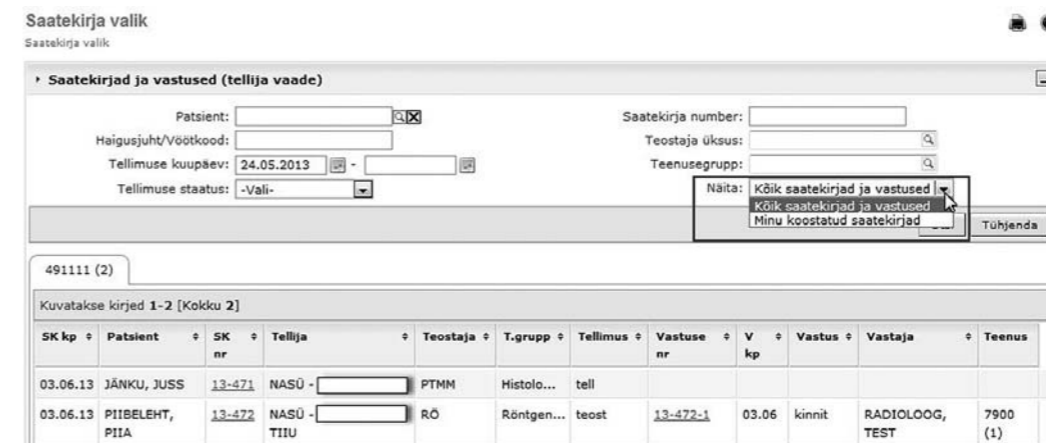 Saatekirja valik
Saatekirja valik
Saatekirjad ja vastused (tellija vaade)
Patsient:
Saatekirja number:
Haigusjuht/Vöötkood:
Teostaja üksus:
Tellimuse kuupäev: 24.05.2013 -
Teenusegrupp:
Tellimuse staatus: -Vali-
Näita: Kõik saatekirjad ja vastused
Kõik saatekirjad ja vastused
Minu koostatud saatekirjad
Tühjenda
491111 (2)
Kuvatakse kirjed 1-2 [Kokku 2]
SK kp Patsient SK nr Tellija Teostaja T.grupp Tellimus Vastuse nr V kp Vastus Vastaja Teenus
03.06.13 JÄNKU, JUSS 13-471 NASÜ - PTMM Histolo... tell
03.06.13 PIIBELEHT, 13-472 NASÜ - RÖ Röntgen... teost 13-472-1 03.06 kinnit RADIOLOOG, 7900
PIIA TIIU TEST (1)